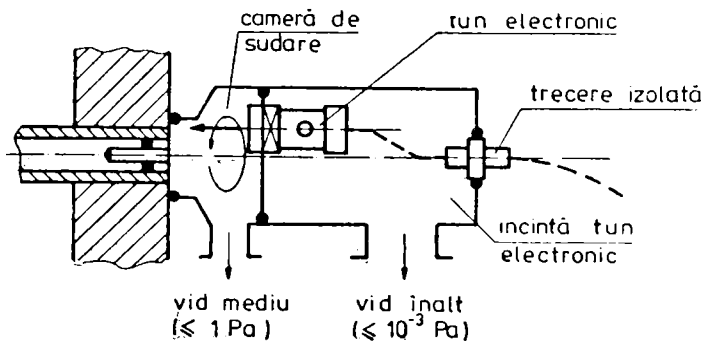 cameră de
sudare
tun electronic
trecere izolată
incintă tun
electronic
vid mediu
(≤ 1 Pa)
vid înalt
(≤ 10⁻³ Pa)